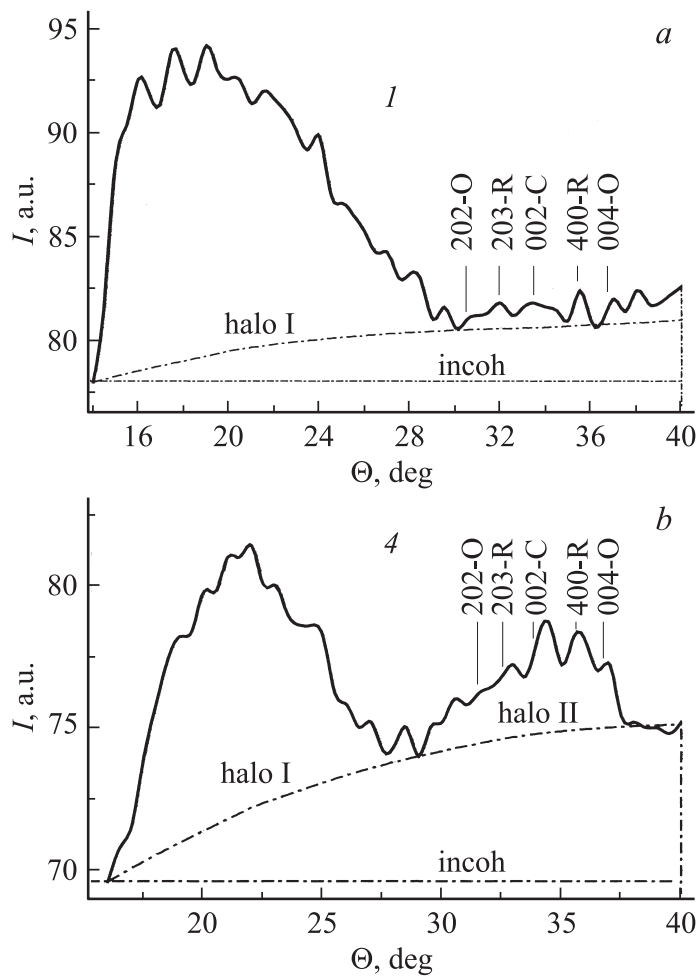 a
95
1
90
202-O
203-R
002-C
400-R
004-O
I, a.u.
85
halo I
80
incoh
16 20 24 28 32 36 40
Θ, deg
b
4
80
202-O
203-R
002-C
400-R
004-O
I, a.u.
75
halo II
halo I
70
incoh
20 25 30 35 40
Θ, deg